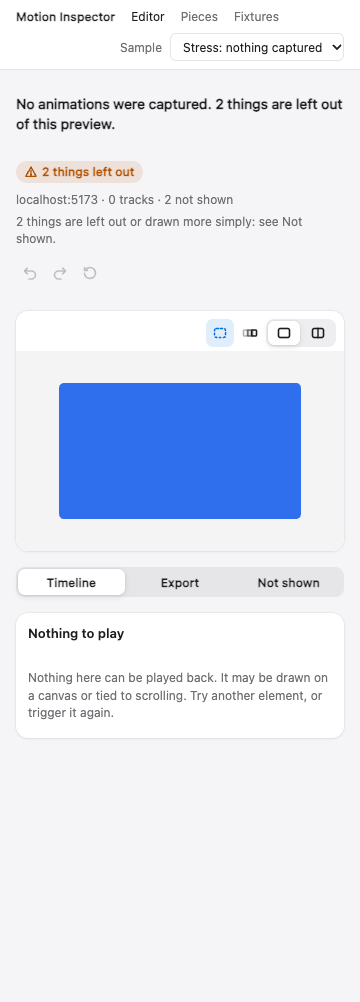 Motion Inspector Editor Pieces Fixtures
Sample Stress: nothing captured
No animations were captured. 2 things are left out
of this preview.
2 things left out
localhost:5173 · 0 tracks · 2 not shown
2 things are left out or drawn more simply: see Not
shown.
Timeline Export Not shown
Nothing to play
Nothing here can be played back. It may be drawn on
a canvas or tied to scrolling. Try another element, or
trigger it again.